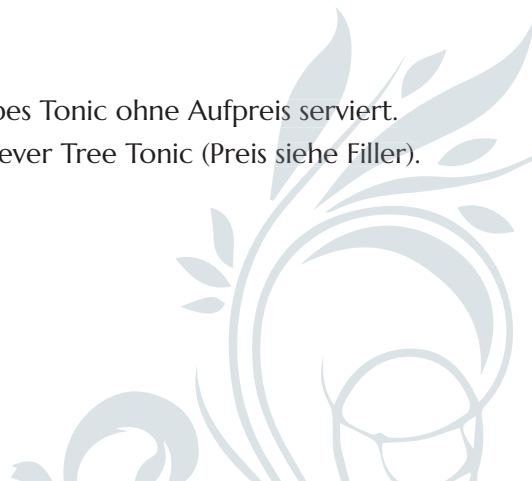 pes Tonic ohne Aufpreis serviert.
ever Tree Tonic (Preis siehe Filler).